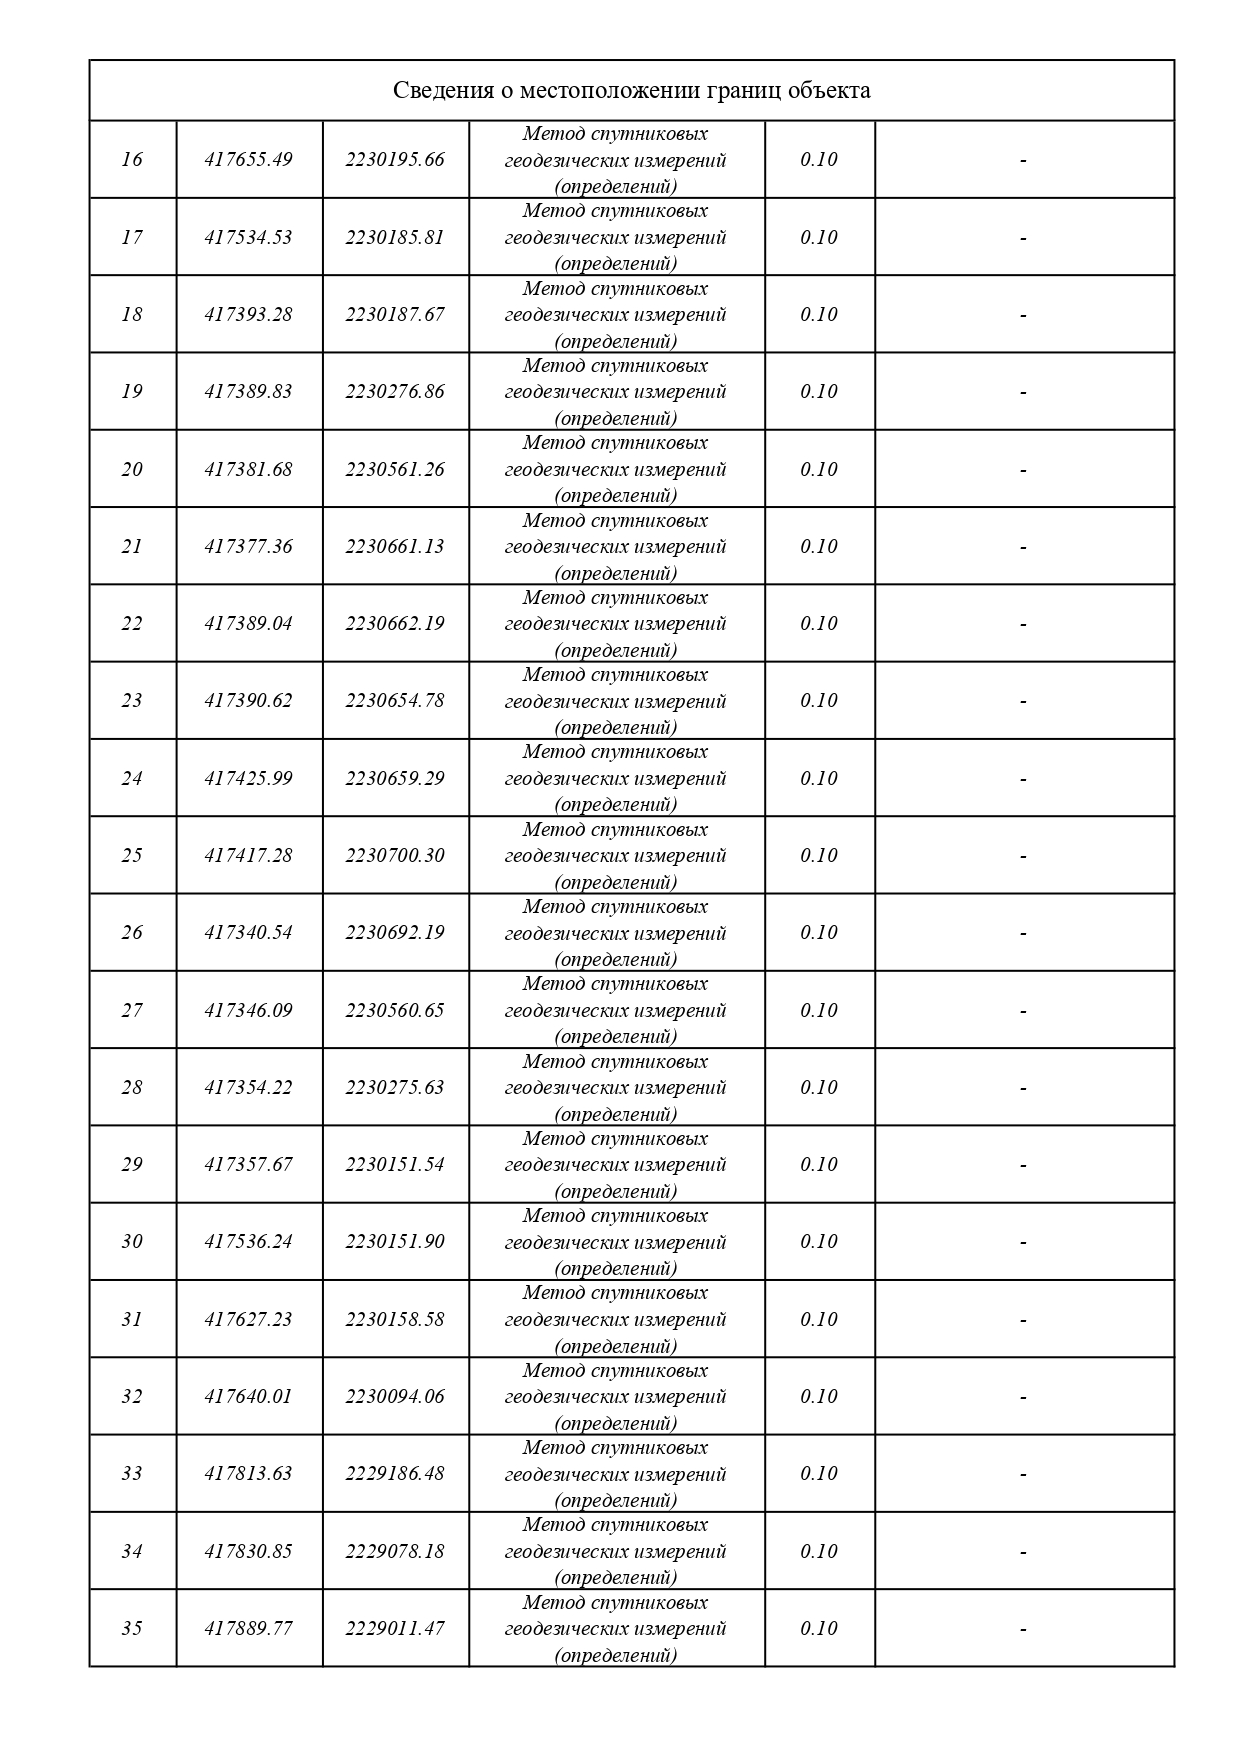 Сведения о местоположении границ объекта
16 417655.49 2230195.66 Метод спутниковых геодезических измерений (определений) 0.10 -
17 417534.53 2230185.81 Метод спутниковых геодезических измерений (определений) 0.10 -
18 417393.28 2230187.67 Метод спутниковых геодезических измерений (определений) 0.10 -
19 417389.83 2230276.86 Метод спутниковых геодезических измерений (определений) 0.10 -
20 417381.68 2230561.26 Метод спутниковых геодезических измерений (определений) 0.10 -
21 417377.36 2230661.13 Метод спутниковых геодезических измерений (определений) 0.10 -
22 417389.04 2230662.19 Метод спутниковых геодезических измерений (определений) 0.10 -
23 417390.62 2230654.78 Метод спутниковых геодезических измерений (определений) 0.10 -
24 417425.99 2230659.29 Метод спутниковых геодезических измерений (определений) 0.10 -
25 417417.28 2230700.30 Метод спутниковых геодезических измерений (определений) 0.10 -
26 417340.54 2230692.19 Метод спутниковых геодезических измерений (определений) 0.10 -
27 417346.09 2230560.65 Метод спутниковых геодезических измерений (определений) 0.10 -
28 417354.22 2230275.63 Метод спутниковых геодезических измерений (определений) 0.10 -
29 417357.67 2230151.54 Метод спутниковых геодезических измерений (определений) 0.10 -
30 417536.24 2230151.90 Метод спутниковых геодезических измерений (определений) 0.10 -
31 417627.23 2230158.58 Метод спутниковых геодезических измерений (определений) 0.10 -
32 417640.01 2230094.06 Метод спутниковых геодезических измерений (определений) 0.10 -
33 417813.63 2229186.48 Метод спутниковых геодезических измерений (определений) 0.10 -
34 417830.85 2229078.18 Метод спутниковых геодезических измерений (определений) 0.10 -
35 417889.77 2229011.47 Метод спутниковых геодезических измерений (определений) 0.10 -